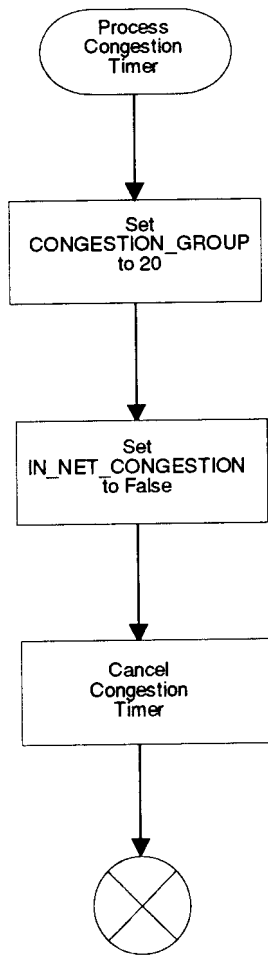 Process
Congestion
Timer
Set
CONGESTION_GROUP
to 20
Set
IN_NET_CONGESTION
to False
Cancel
Congestion
Timer